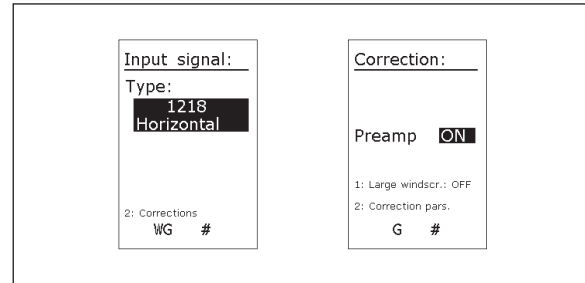 Input signal:
Type:
1218
Horizontal
2: Corrections
WG #
Correction:
Preamp ON
1: Large windscr.: OFF
2: Correction pars.
G #